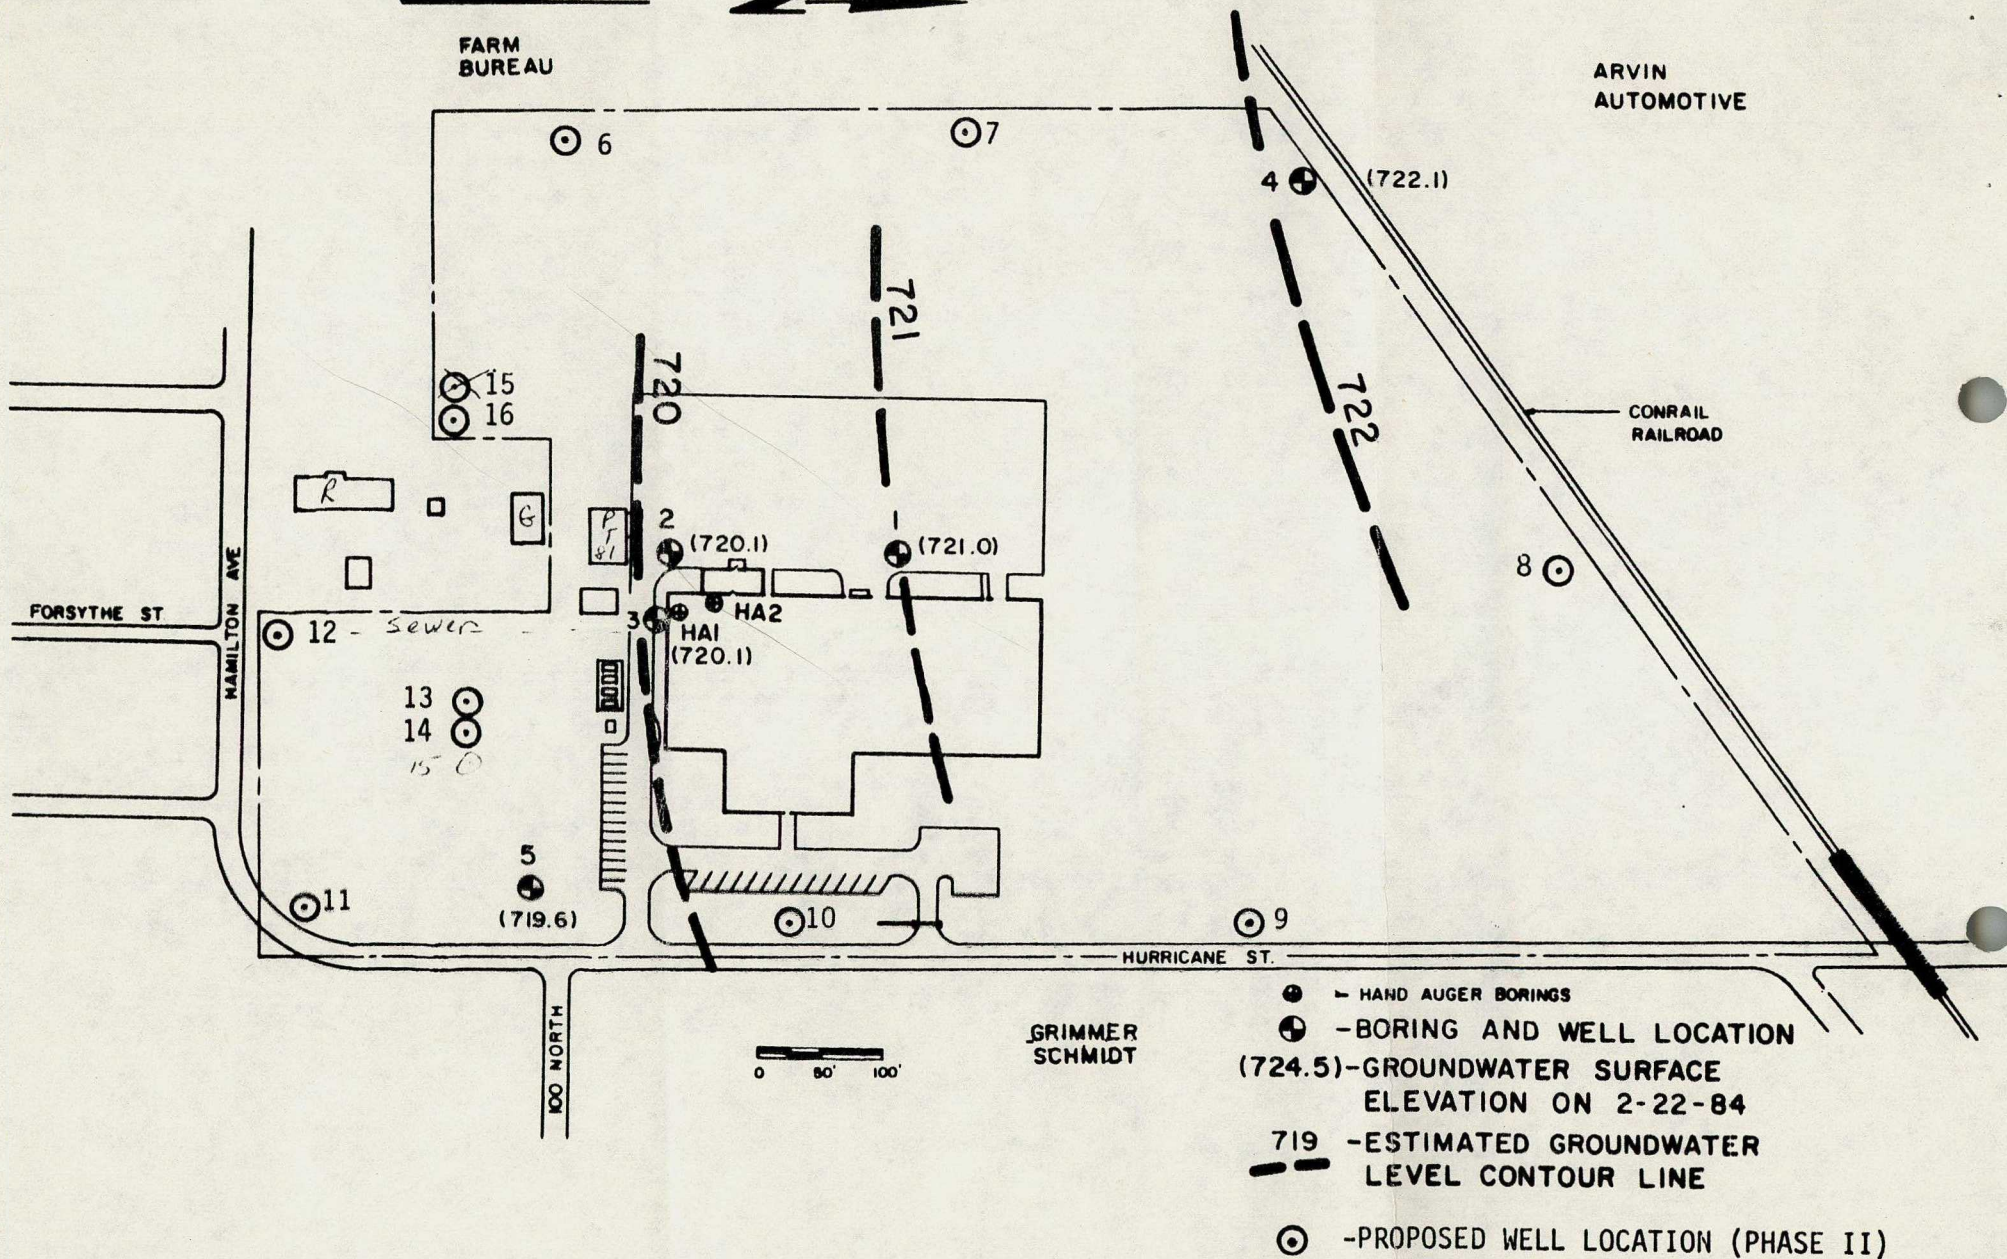 FARM
BUREAU
ARVIN
AUTOMOTIVE
6
7
4
(722.1)
721
720
722
15
16
CONRAIL
RAILROAD
R
G
P
T
81
2
(720.1)
1
(721.0)
8
HAMILTON AVE
FORSYTHE ST
12 - sewer
3
HA1
HA2
(720.1)
13
14
15
5
(719.6)
11
10
9
HURRICANE ST.
100 NORTH
0 50' 100'
GRIMMER
SCHMIDT
- HAND AUGER BORINGS
-BORING AND WELL LOCATION
(724.5)-GROUNDWATER SURFACE
ELEVATION ON 2-22-84
719 -ESTIMATED GROUNDWATER
LEVEL CONTOUR LINE
-PROPOSED WELL LOCATION (PHASE II)